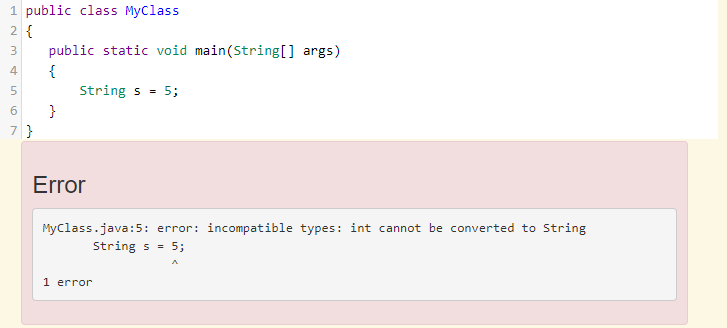 1 public class MyClass
2 {
3    public static void main(String[] args)
4    {
5        String s = 5;
6    }
7 }
Error
MyClass.java:5: error: incompatible types: int cannot be converted to String
       String s = 5;
                  ^
1 error